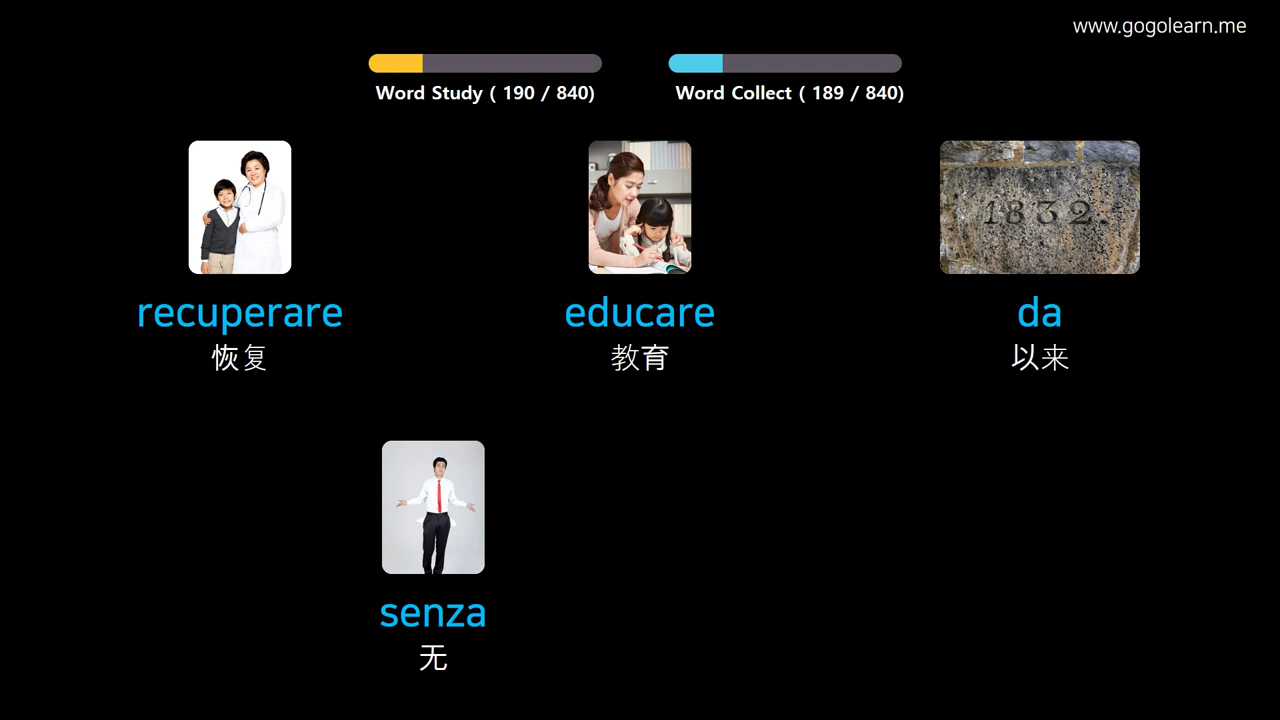 www.gogolearn.me
Word Study ( 190 / 840)
Word Collect ( 189 / 840)
1832.
recuperare
educare
da
恢复
教育
以来
senza
无